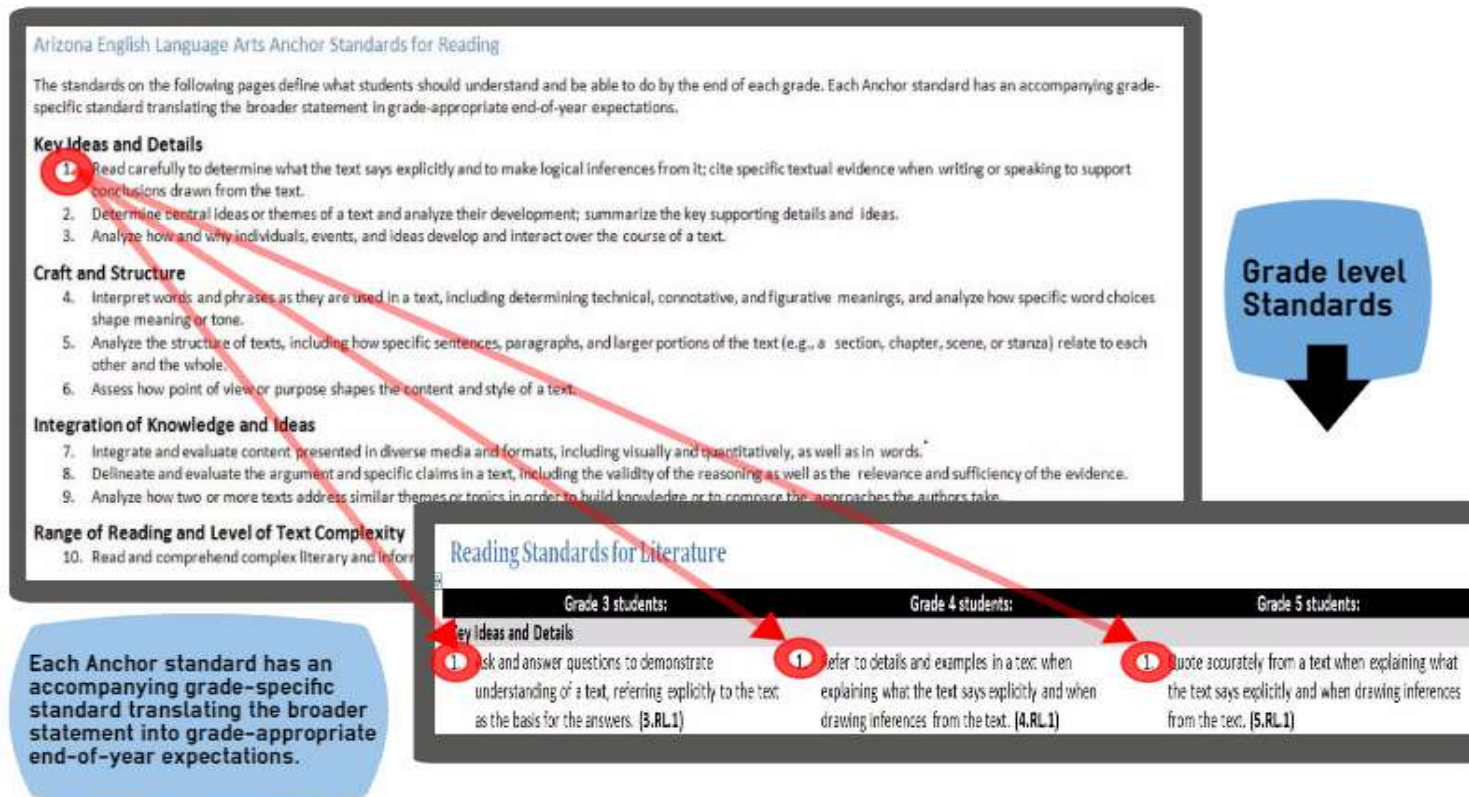 Arizona English Language Arts Anchor Standards for Reading
The standards on the following pages define what students should understand and be able to do by the end of each grade. Each Anchor standard has an accompanying grade-
specific standard translating the broader statement in grade-appropriate end-of-year expectations.
Key Ideas and Details
1. Read carefully to determine what the text says explicitly and to make logical inferences from it; cite specific textual evidence when writing or speaking to support
conclusions drawn from the text.
2. Determine central ideas or themes of a text and analyze their development; summarize the key supporting details and ideas.
3. Analyze how and why individuals, events, and ideas develop and interact over the course of a text.
Craft and Structure
4. Interpret words and phrases as they are used in a text, including determining technical, connotative, and figurative meanings, and analyze how specific word choices
shape meaning or tone.
5. Analyze the structure of texts, including how specific sentences, paragraphs, and larger portions of the text (e.g., a section, chapter, scene, or stanza) relate to each
other and the whole.
6. Assess how point of view or purpose shapes the content and style of a text.
Integration of Knowledge and Ideas
7. Integrate and evaluate content presented in diverse media and formats, including visually and quantitatively, as well as in words.*
8. Delineate and evaluate the argument and specific claims in a text, including the validity of the reasoning as well as the relevance and sufficiency of the evidence.
9. Analyze how two or more texts address similar themes or topics in order to build knowledge or to compare the approaches the authors take.
Range of Reading and Level of Text Complexity
10. Read and comprehend complex literary and infor
Grade level
Standards
Each Anchor standard has an
accompanying grade-specific
standard translating the broader
statement into grade-appropriate
end-of-year expectations.
Reading Standards for Literature
Grade 3 students: Grade 4 students: Grade 5 students:
Key Ideas and Details
1. Ask and answer questions to demonstrate
understanding of a text, referring explicitly to the text
as the basis for the answers. (3.RL.1)
1. Refer to details and examples in a text when
explaining what the text says explicitly and when
drawing inferences from the text. (4.RL.1)
1. Quote accurately from a text when explaining what
the text says explicitly and when drawing inferences
from the text. (5.RL.1)